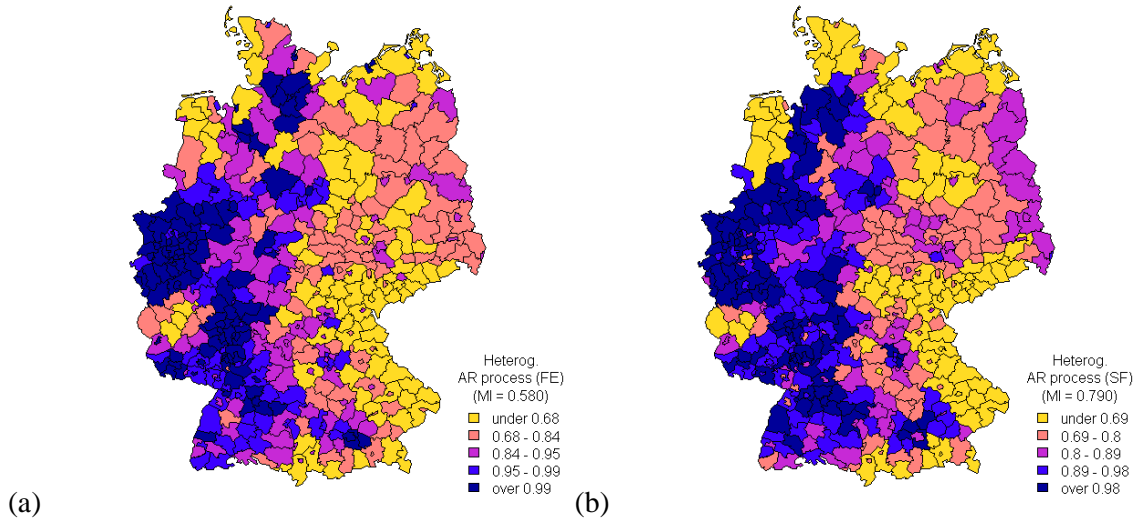 Heterog.
AR process (FE)
(MI = 0.580)
under 0.68
0.68 - 0.84
0.84 - 0.95
0.95 - 0.99
over 0.99
(a)
Heterog.
AR process (SF)
(MI = 0.790)
under 0.69
0.69 - 0.8
0.8 - 0.89
0.89 - 0.98
over 0.98
(b)